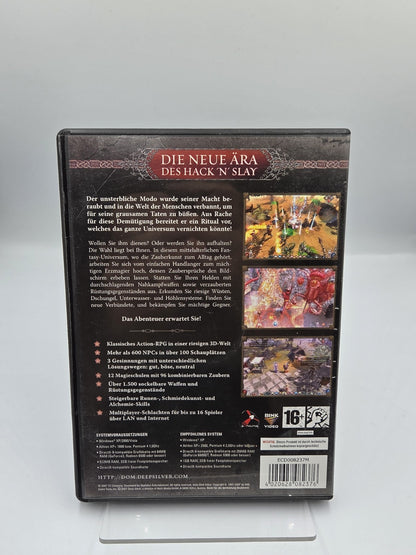 DIE NEUE ÄRA
DES HACK 'N' SLAY
Der unsterbliche Modo wurde seiner Macht be-
raubt und in die Welt der Menschen verbannt, um
für seine grausamen Taten zu büßen. Aus Rache
für diese Demütigung bereitet er ein Ritual vor,
welches das ganze Universum vernichten könnte!
Wollen Sie ihm dienen? Oder werden Sie ihn aufhalten?
Die Wahl liegt bei Ihnen. In diesem mittelalterlichen Fan-
tasy-Universum, wo die Zauberkunst zum Alltag gehört,
arbeiten Sie sich vom einfachen Handlanger zum mäch-
tigen Erzmagier hoch, dessen Zaubersprüche den Bild-
schirm erbeben lassen. Statten Sie Ihren Helden mit
durchschlagenden Nahkampfwaffen sowie verzauberten
Rüstungsgegenständen aus. Erkunden Sie riesige Wüsten,
Dschungel, Unterwasser- und Höhlensysteme. Finden Sie
neue Verbündete, und bekämpfen Sie mächtige Gegner.
Das Abenteuer erwartet Sie!
Klassisches Action-RPG in einer riesigen 3D-Welt
Mehr als 600 NPCs in über 100 Schauplätzen
3 Gesinnungen mit unterschiedlichen
Lösungswegen: gut, böse, neutral
12 Magieschulen mit 96 kombinierbaren Zaubern
Über 1.500 sockelbare Waffen und
Rüstungsgegenstände
Steigerbare Runen-, Schmiedekunst- und
Alchemie-Skills
Multiplayer-Schlachten für bis zu 16 Spieler
über LAN und Internet
SYSTEMVORAUSSETZUNGEN
EMPFOHLENES SYSTEM
HTTP://DOM.DEEPSILVER.COM
BINK
VIDEO
16+
ECD008237M
4 020628 082376